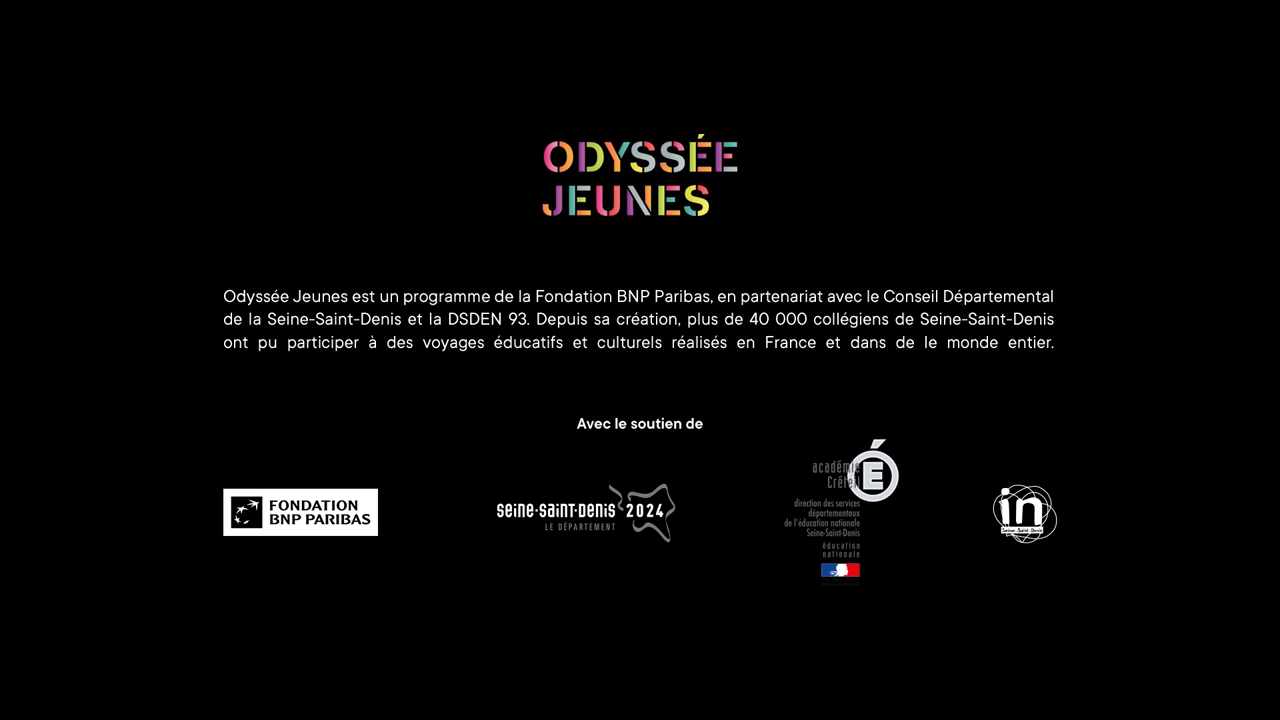 ODYSSÉE
JEUNES
Odyssée Jeunes est un programme de la Fondation BNP Paribas, en partenariat avec le Conseil Départemental
de la Seine-Saint-Denis et la DSDEN 93. Depuis sa création, plus de 40 000 collégiens de Seine-Saint-Denis
ont pu participer à des voyages éducatifs et culturels réalisés en France et dans de le monde entier.
Avec le soutien de
FONDATION
BNP PARIBAS
seine-saint-denis 2024
LE DÉPARTEMENT
académie
Créteil
É
direction des services
départementaux
de l'éducation nationale
Seine-Saint-Denis
éducation
nationale
in
Seine-Saint-Denis